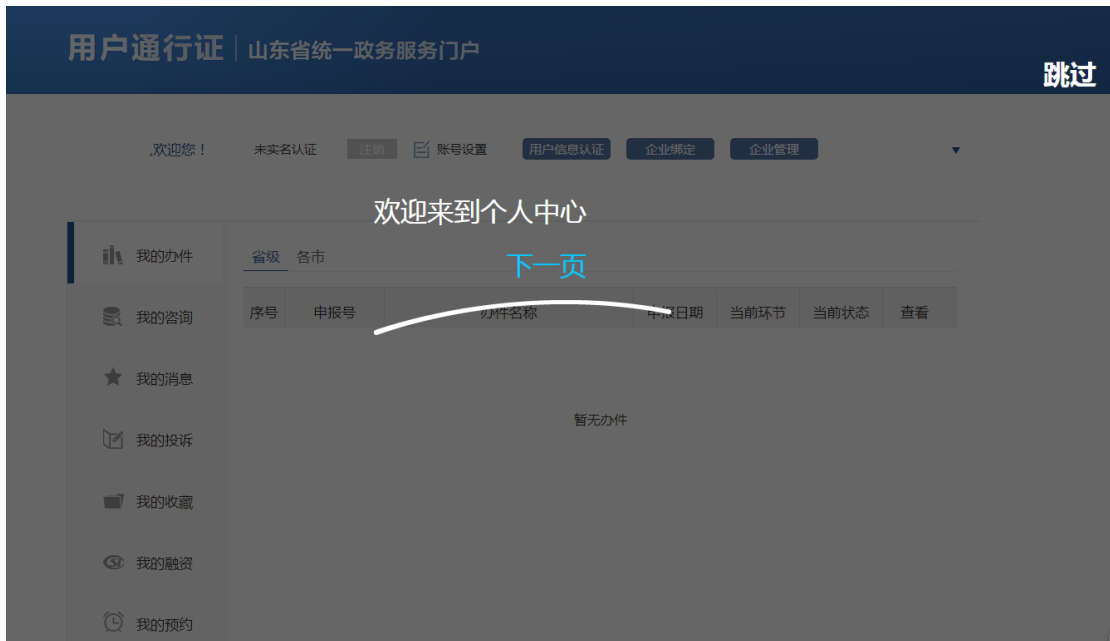 用户通行证 山东省统一政务服务门户
跳过
,欢迎您！ 未实名认证 注销 账号设置 用户信息认证 企业绑定 企业管理
欢迎来到个人中心
我的办件 省级 各市
下一页
序号 申报号 办件名称 申报日期 当前环节 当前状态 查看
我的咨询
我的消息
暂无办件
我的投诉
我的收藏
我的融资
我的预约